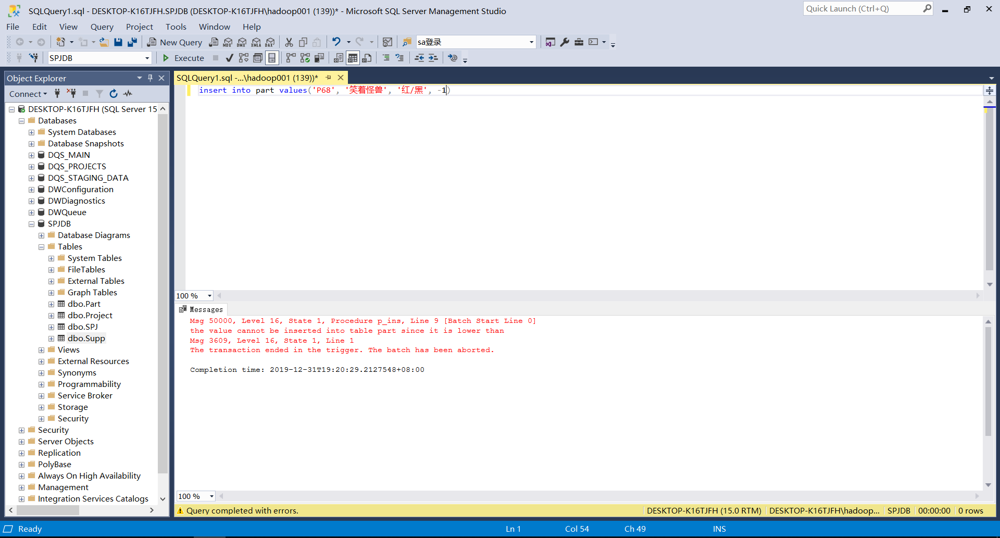 SQLQuery1.sql - DESKTOP-K16TJFH.SPJDB (DESKTOP-K16TJFH\hadoop001 (139))* - Microsoft SQL Server Management Studio
Quick Launch (Ctrl+Q)
File Edit View Query Project Tools Window Help
New Query MDX DMX XMLA DAX sa登录
SPJDB Execute
Object Explorer
SQLQuery1.sql -...\hadoop001 (139))*
Connect
insert into part values('P68', '笑着怪兽', '红/黑', -1)
DESKTOP-K16TJFH (SQL Server 15
Databases
System Databases
Database Snapshots
DQS_MAIN
DQS_PROJECTS
DQS_STAGING_DATA
DWConfiguration
DWDiagnostics
DWQueue
SPJDB
Database Diagrams
Tables
System Tables
FileTables
External Tables
Graph Tables
dbo.Part
dbo.Project
dbo.SPJ
dbo.Supp
Views
External Resources
Synonyms
Programmability
Service Broker
Storage
Security
Security
Server Objects
Replication
PolyBase
Always On High Availability
Management
Integration Services Catalogs
100 %
Messages
Msg 50000, Level 16, State 1, Procedure p_ins, Line 9 [Batch Start Line 0]
the value cannot be inserted into table part since it is lower than
Msg 3609, Level 16, State 1, Line 1
The transaction ended in the trigger. The batch has been aborted.
Completion time: 2019-12-31T19:20:29.2127548+08:00
100 %
Query completed with errors. DESKTOP-K16TJFH (15.0 RTM) DESKTOP-K16TJFH\hadoop... SPJDB 00:00:00 0 rows
Ready Ln 1 Col 54 Ch 49 INS